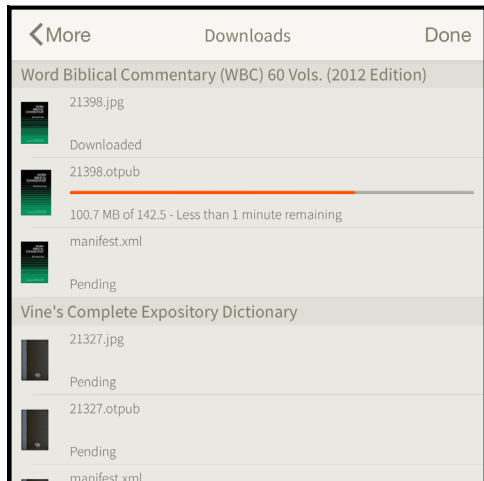 More Downloads Done
Word Biblical Commentary (WBC) 60 Vols. (2012 Edition)
21398.jpg
Downloaded
21398.otpub
100.7 MB of 142.5 - Less than 1 minute remaining
manifest.xml
Pending
Vine's Complete Expository Dictionary
21327.jpg
Pending
21327.otpub
Pending
manifest.xml